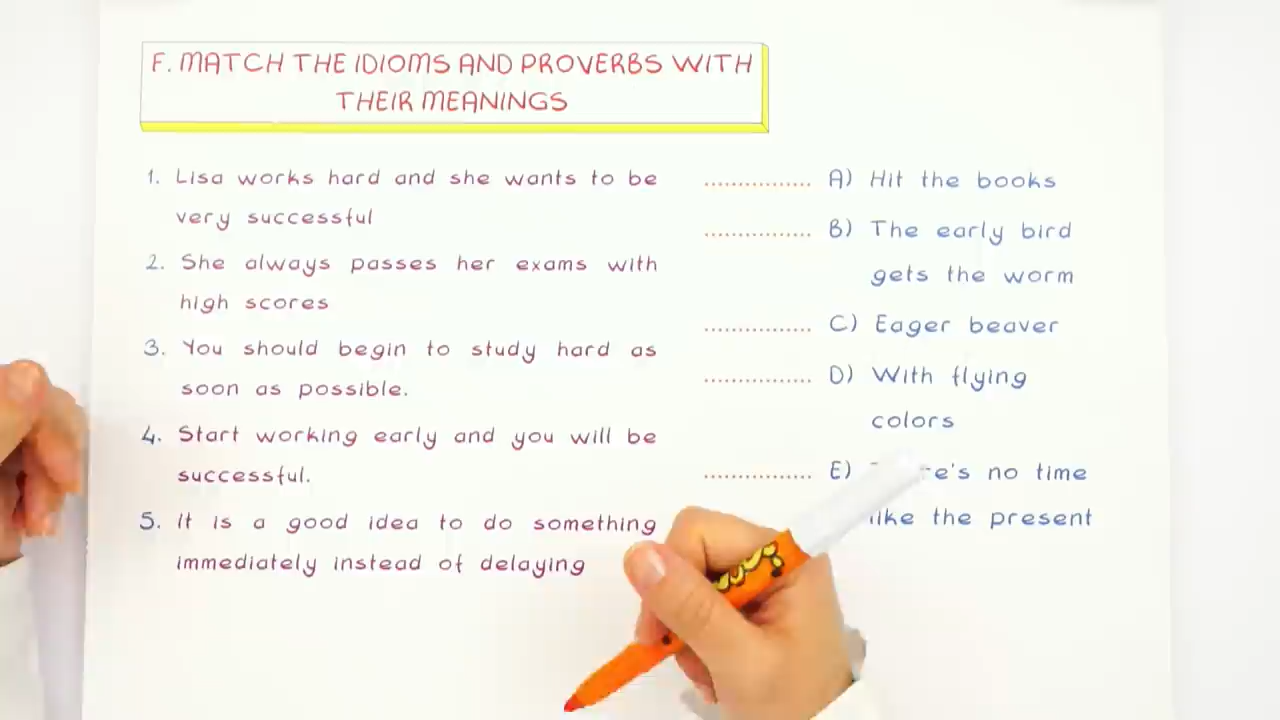 F. MATCH THE IDIOMS AND PROVERBS WITH
THEIR MEANINGS
1. Lisa works hard and she wants to be
very successful
2. She always passes her exams with
high scores
3. You should begin to study hard as
soon as possible.
4. Start working early and you will be
successful.
5. It is a good idea to do something
immediately instead of delaying
................ A) Hit the books
................ B) The early bird
gets the worm
................ C) Eager beaver
................ D) With flying
colors
................ E) no time
like the present